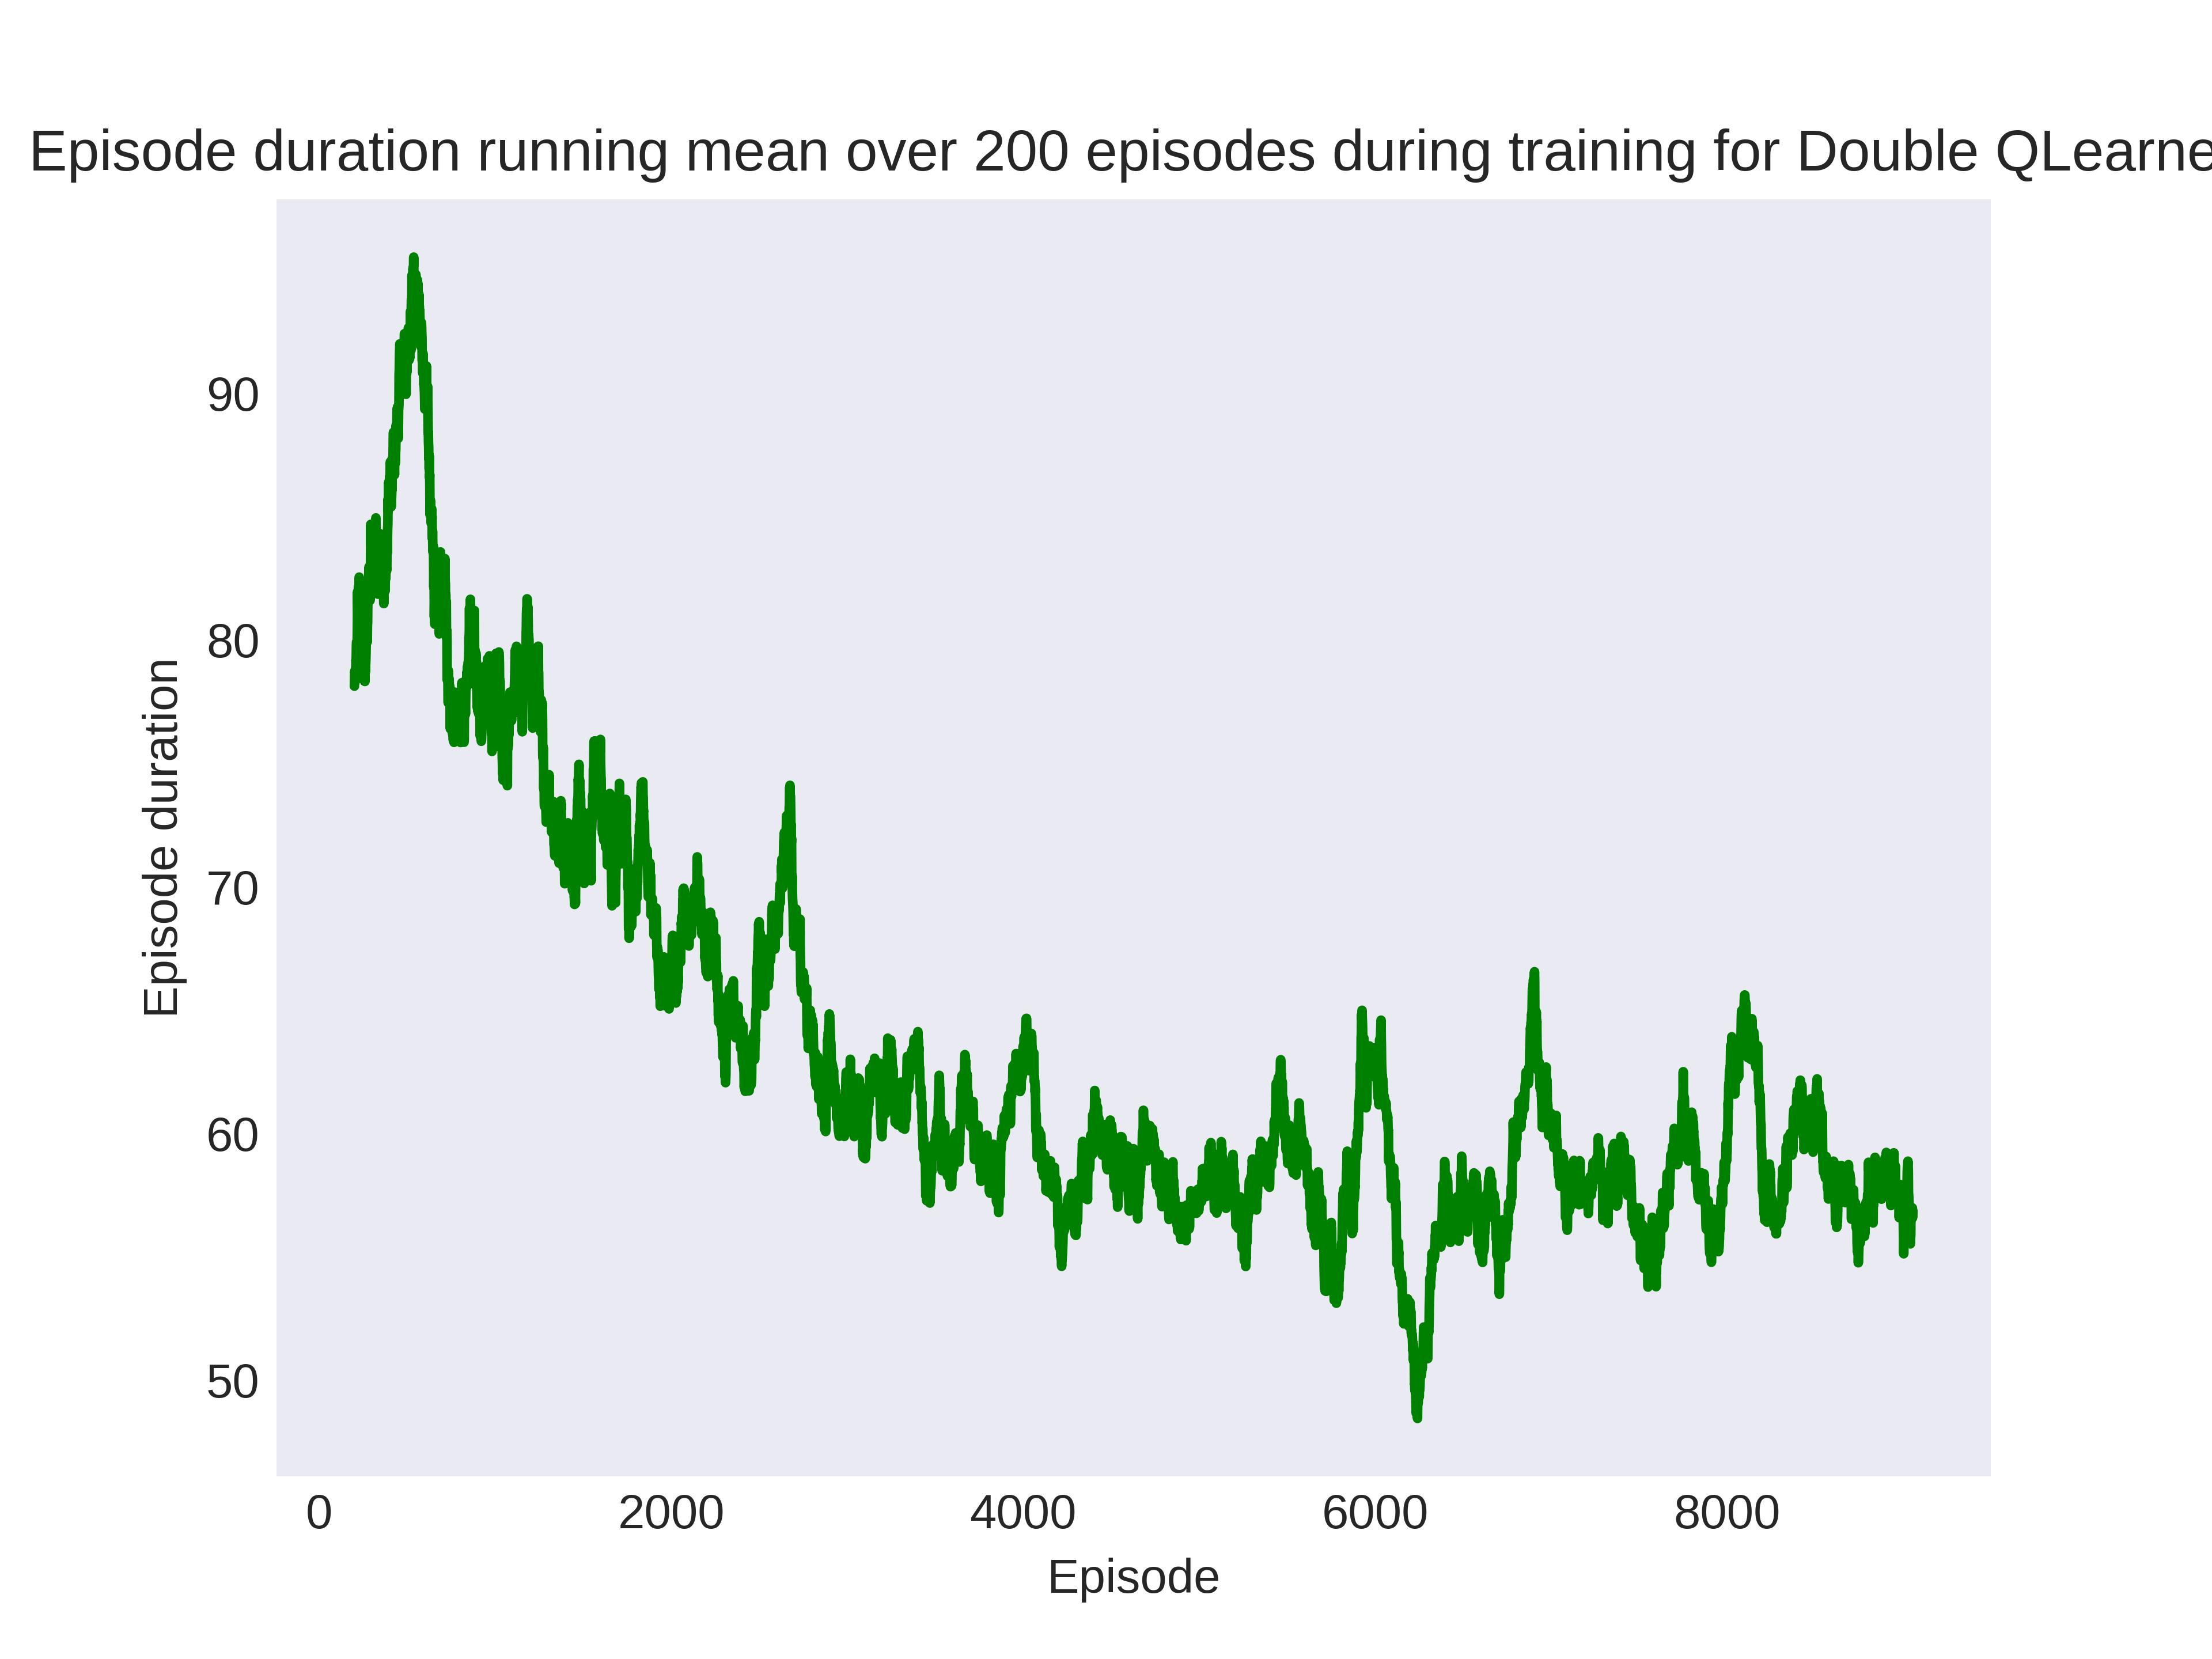 Episode duration running mean over 200 episodes during training for Double QLearne
90
80
70
60
50
Episode duration
0 2000 4000 6000 8000
Episode